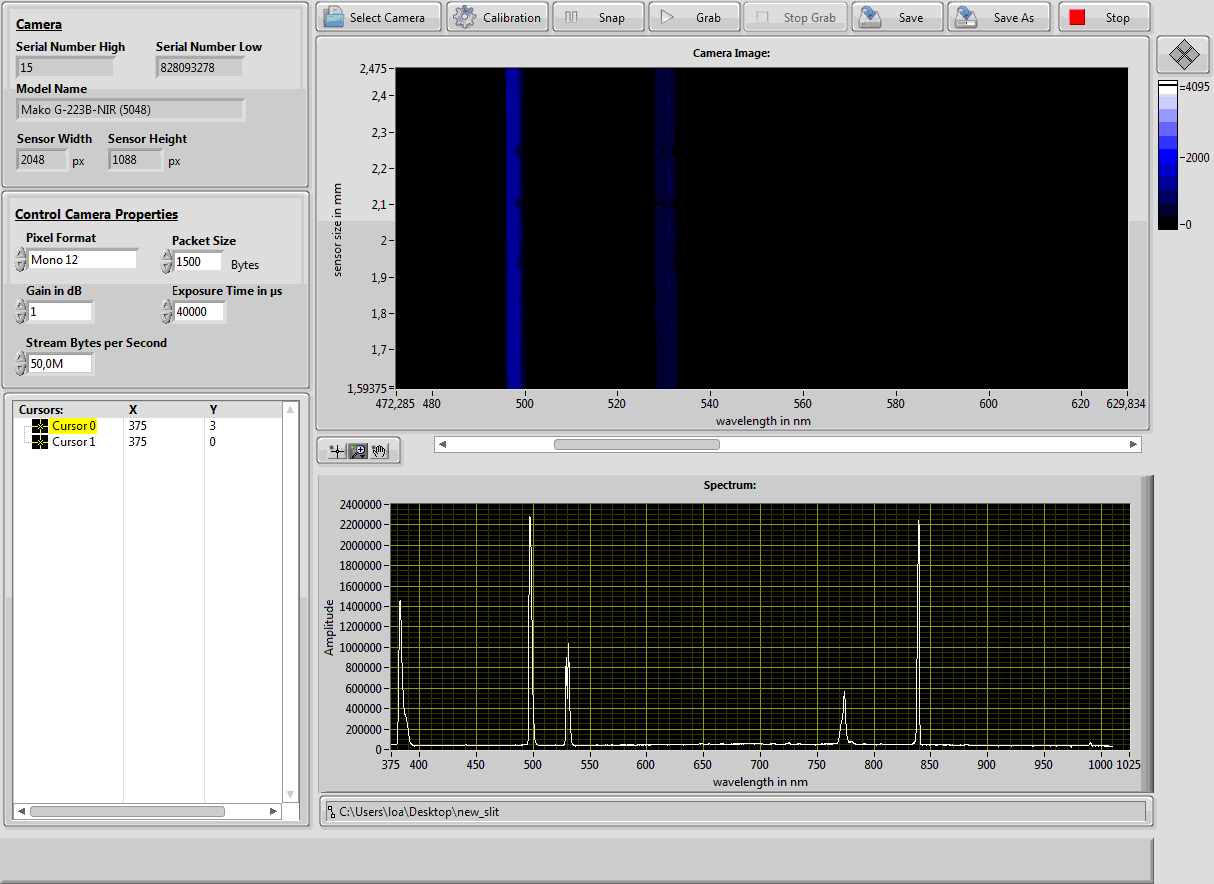 Camera
Serial Number High Serial Number Low
15 828093278
Model Name
Mako G-223B-NIR (5048)
Sensor Width Sensor Height
2048 px 1088 px
Control Camera Properties
Pixel Format Packet Size
Mono 12 1500 Bytes
Gain in dB Exposure Time in µs
1 40000
Stream Bytes per Second
50,0M
Cursors: X Y
Cursor 0 375 3
Cursor 1 375 0
Select Camera Calibration Snap Grab Stop Grab Save Save As Stop
Camera Image:
sensor size in mm
2,475
2,4
2,3
2,2
2,1
2
1,9
1,8
1,7
1,59375
472,285 480 500 520 540 560 580 600 620 629,834
wavelength in nm
4095
2000
0
Spectrum:
Amplitude
2400000
2200000
2000000
1800000
1600000
1400000
1200000
1000000
800000
600000
400000
200000
0
375 400 450 500 550 600 650 700 750 800 850 900 950 1000 1025
wavelength in nm
C:\Users\loa\Desktop\new_slit